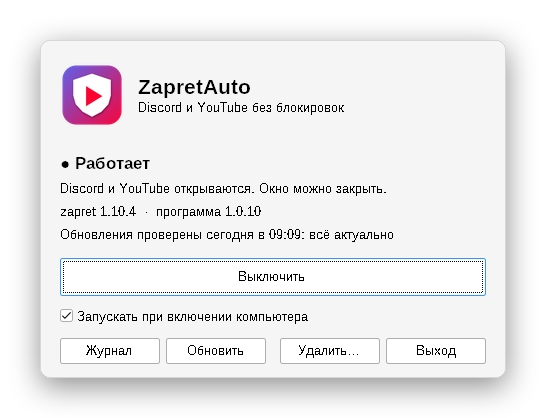 ZapretAuto
Discord и YouTube без блокировок
● Работает
Discord и YouTube открываются. Окно можно закрыть.
zapret 1.10.4 · программа 1.0.10
Обновления проверены сегодня в 09:09: всё актуально
Выключить
Запускать при включении компьютера
Журнал Обновить Удалить... Выход